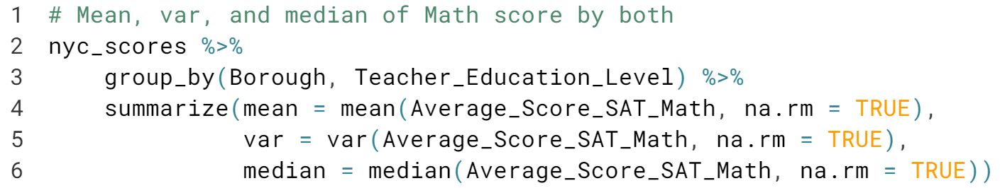 1 # Mean, var, and median of Math score by both
2 nyc_scores %>%
3     group_by(Borough, Teacher_Education_Level) %>%
4     summarize(mean = mean(Average_Score_SAT_Math, na.rm = TRUE),
5               var = var(Average_Score_SAT_Math, na.rm = TRUE),
6               median = median(Average_Score_SAT_Math, na.rm = TRUE))